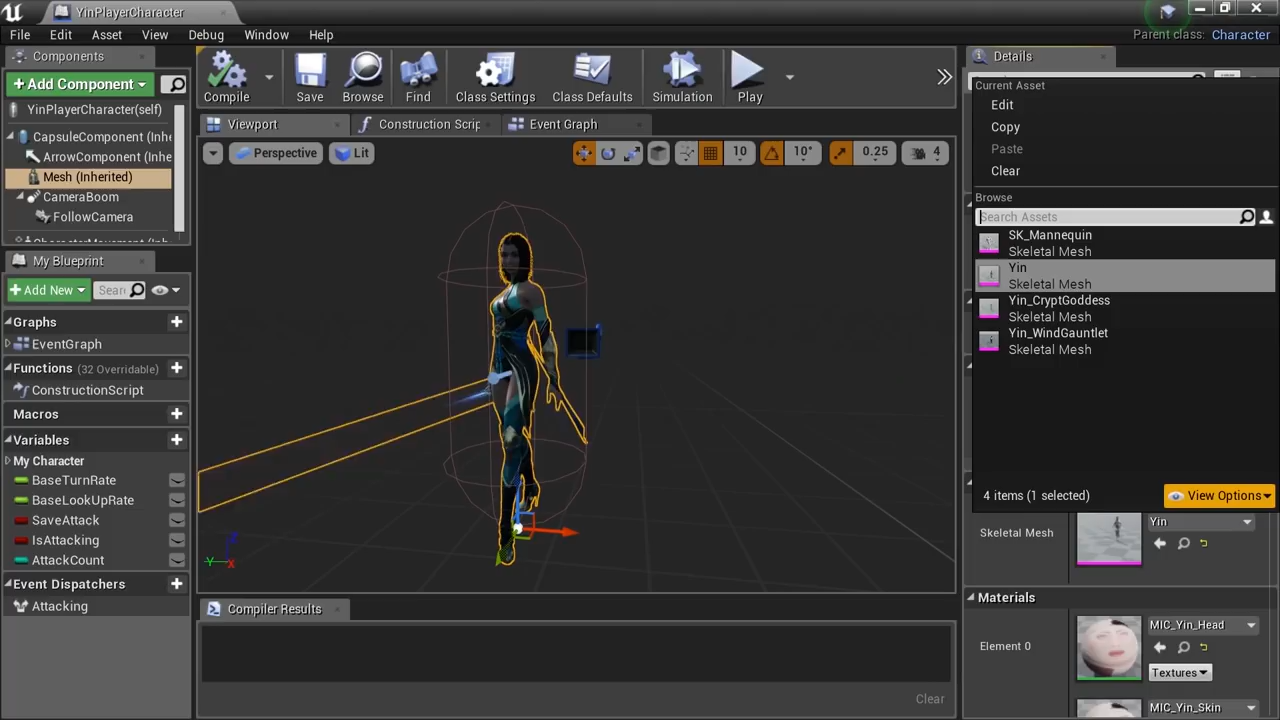 YinPlayerCharacter
File Edit Asset View Debug Window Help
Parent class: Character
Components
+ Add Component
YinPlayerCharacter(self)
CapsuleComponent (Inhe
ArrowComponent (Inhe
Mesh (Inherited)
CameraBoom
FollowCamera
My Blueprint
+ Add New
Sear
Graphs
EventGraph
Functions (32 Overridable)
ConstructionScript
Macros
Variables
My Character
BaseTurnRate
BaseLookUpRate
SaveAttack
IsAttacking
AttackCount
Event Dispatchers
Attacking
Compile Save Browse Find Class Settings Class Defaults Simulation Play
Viewport Construction Scrip Event Graph
Perspective Lit 10 10° 0.25 4
Y X Z
Compiler Results
Clear
Details
Current Asset
Edit
Copy
Paste
Clear
Browse
Search Assets
SK_Mannequin
Skeletal Mesh
Yin
Skeletal Mesh
Yin_CryptGoddess
Skeletal Mesh
Yin_WindGauntlet
Skeletal Mesh
4 items (1 selected) View Options
Skeletal Mesh Yin
Materials
Element 0 MIC_Yin_Head
Textures
MIC_Yin_Skin